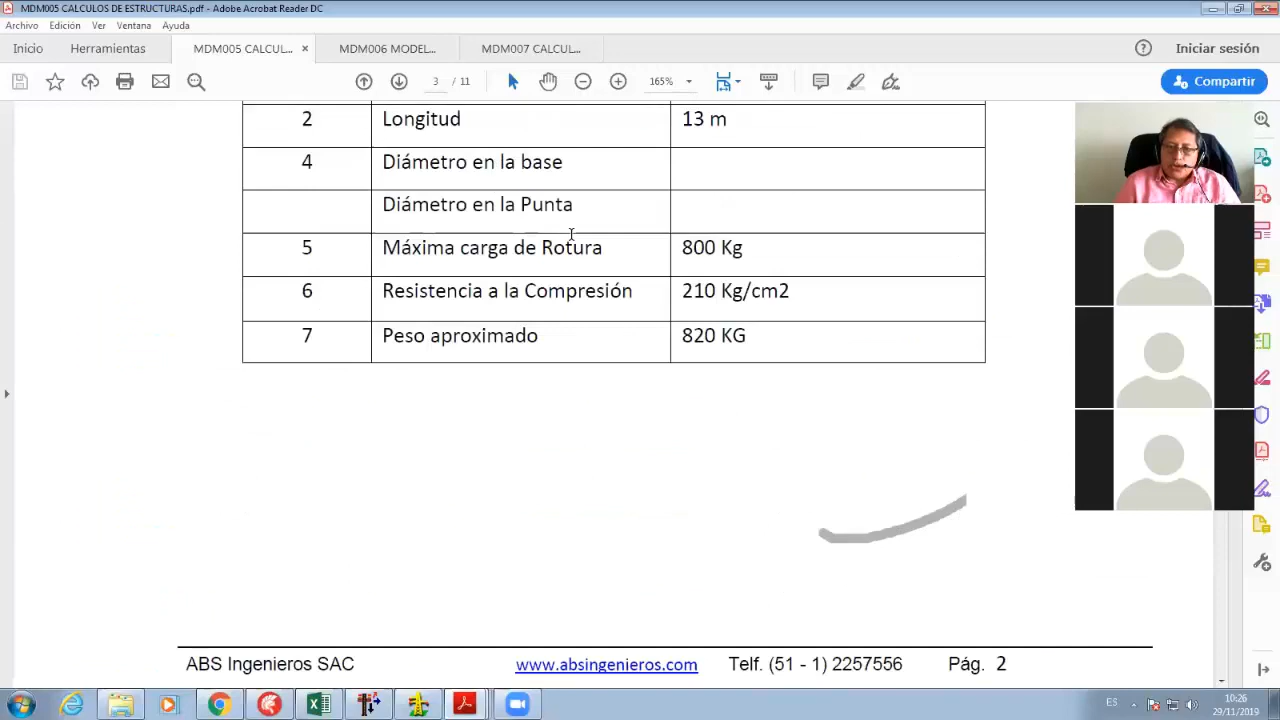 MDM005 CALCULOS DE ESTRUCTURAS.pdf - Adobe Acrobat Reader DC
Archivo Edición Ver Ventana Ayuda
Inicio Herramientas MDM005 CALCUL... × MDM006 MODEL... MDM007 CALCUL... Iniciar sesión
3 / 11 165% Compartir
2 Longitud 13 m
4 Diámetro en la base
Diámetro en la Punta
5 Máxima carga de Rotura 800 Kg
6 Resistencia a la Compresión 210 Kg/cm2
7 Peso aproximado 820 KG
ABS Ingenieros SAC www.absingenieros.com Telf. (51 - 1) 2257556 Pág. 2
ES 10:26
29/11/2019